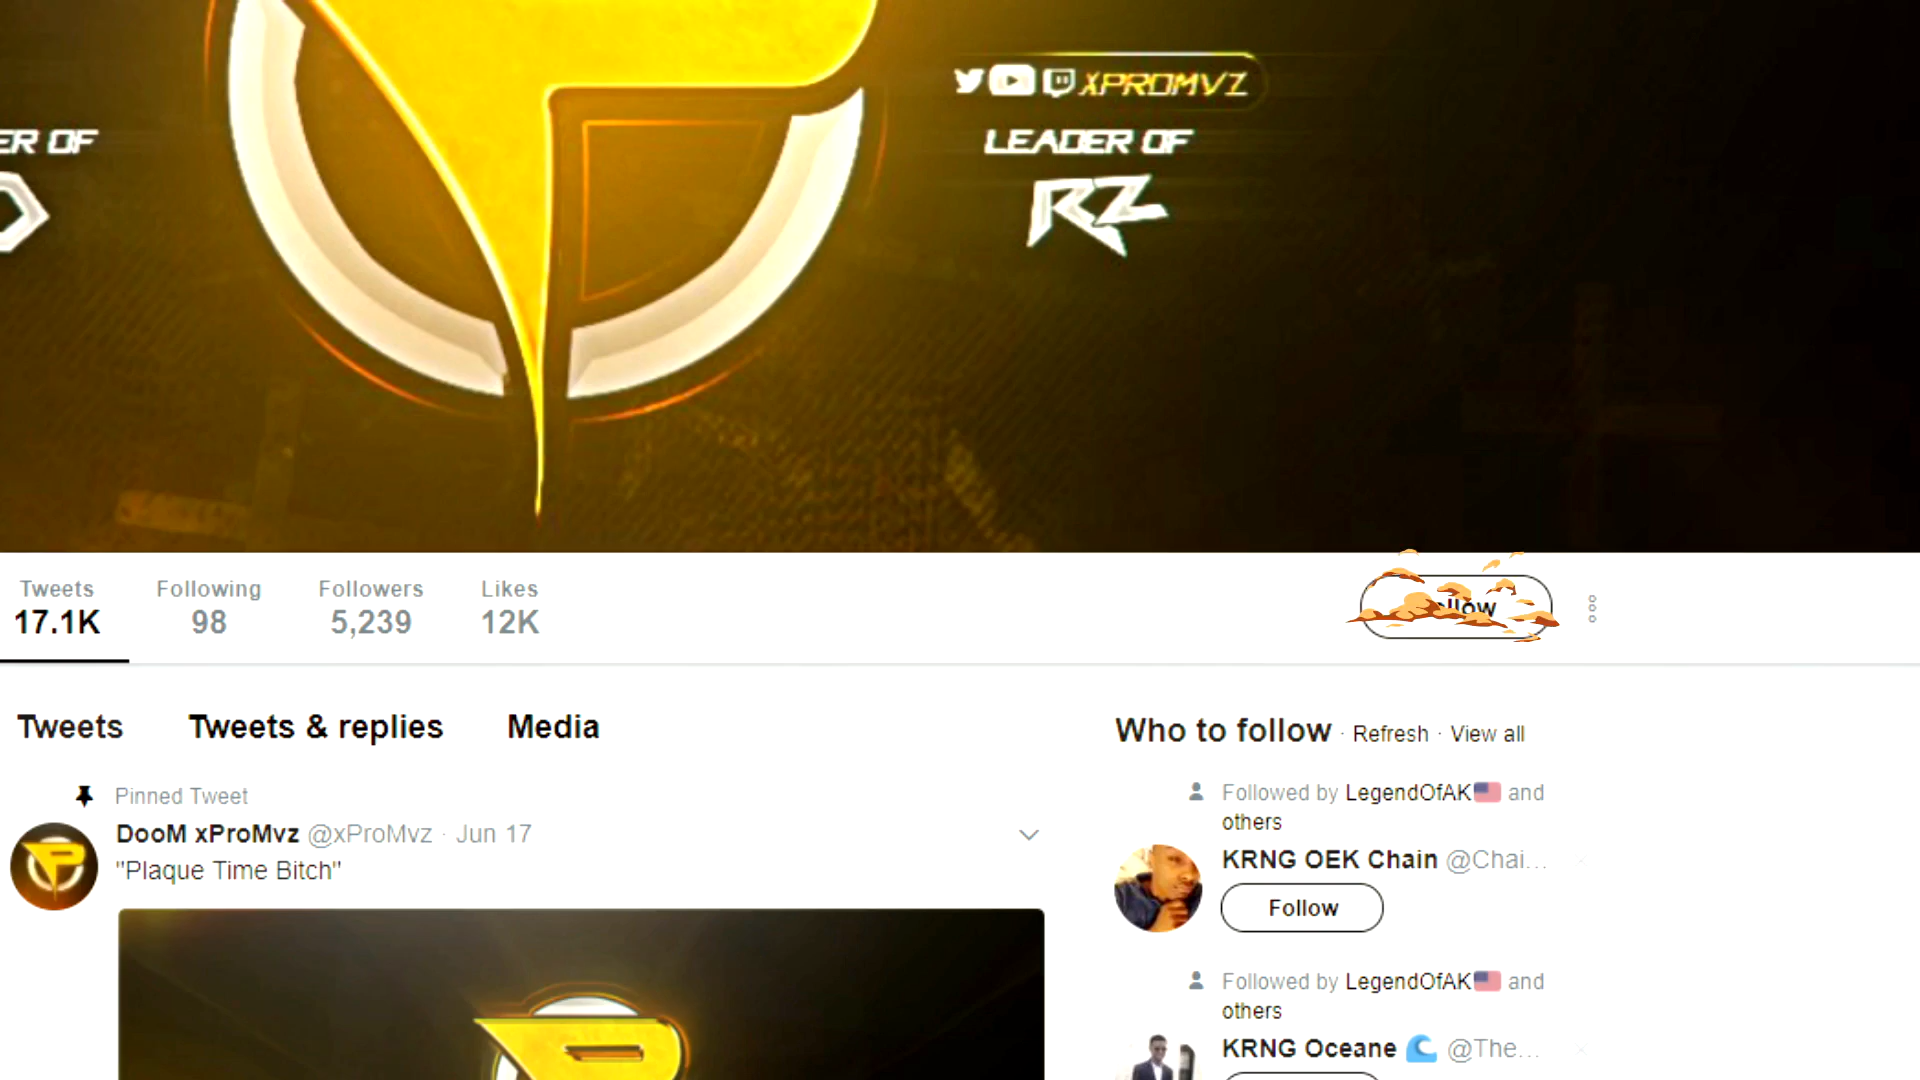 XPROMVZ
ER OF
LEADER OF
RZ
Tweets Following Followers Likes
17.1K 98 5,239 12K
Tweets Tweets & replies Media
Who to follow · Refresh · View all
Pinned Tweet
DooM xProMvz @xProMvz · Jun 17
"Plaque Time Bitch"
Followed by LegendOfAK and
others
KRNG OEK Chain @Chai...
Follow
Followed by LegendOfAK and
others
KRNG Oceane @The...